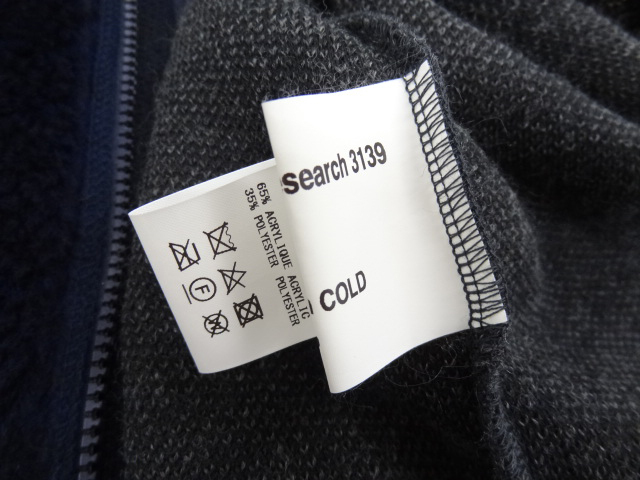 search 3139
COLD
65% ACRYLIQUE ACRYLIC
35% POLYESTER POLYESTER
F